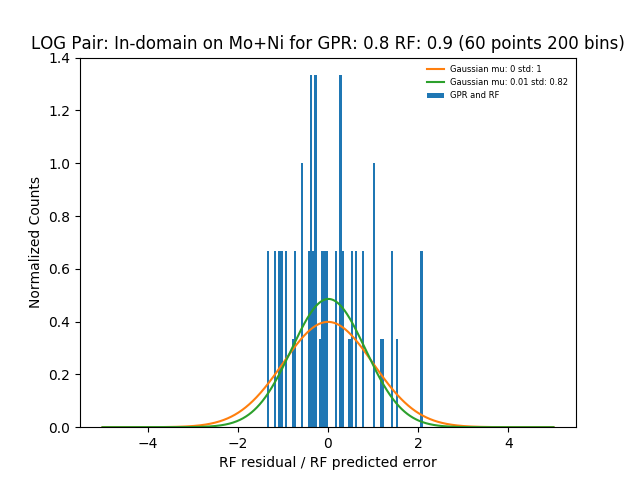 LOG Pair: In-domain on Mo+Ni for GPR: 0.8 RF: 0.9 (60 points 200 bins)
Gaussian mu: 0 std: 1
Gaussian mu: 0.01 std: 0.82
GPR and RF
Normalized Counts
1.4
1.2
1.0
0.8
0.6
0.4
0.2
0.0
−4 −2 0 2 4
RF residual / RF predicted error